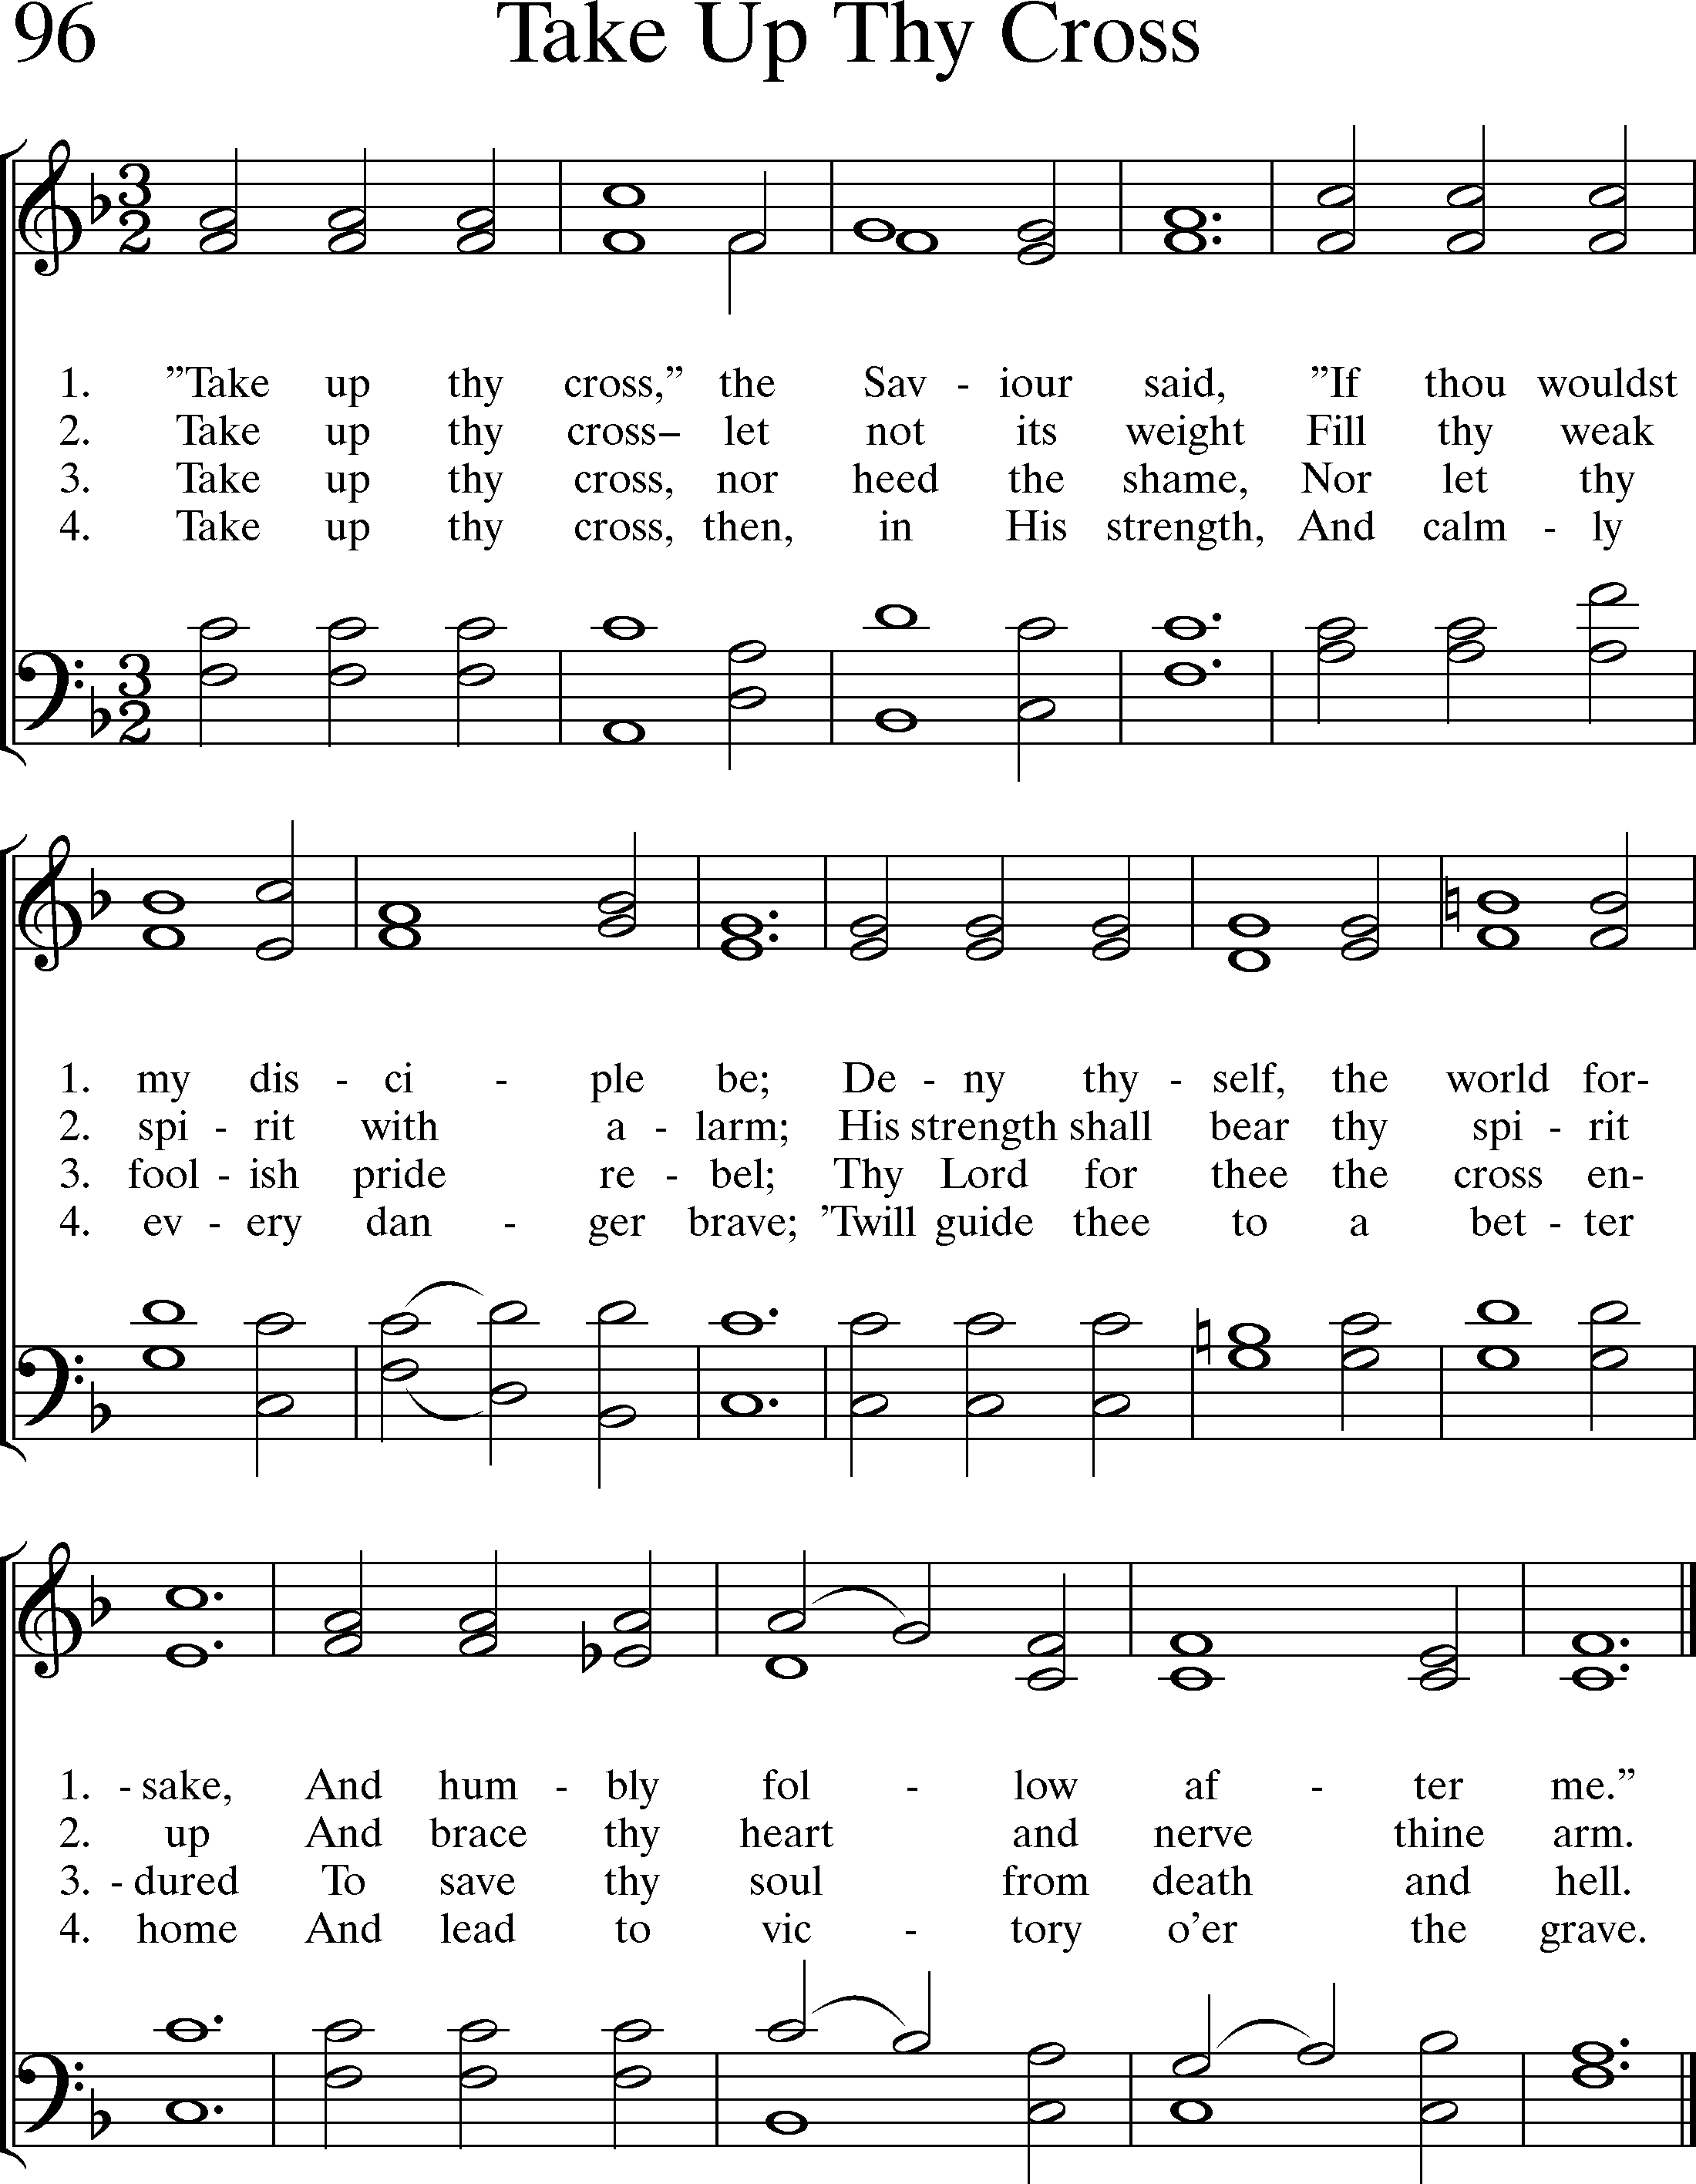 96 Take Up Thy Cross
3
2
1. ”Take up thy cross,” the Sav - iour said, ”If thou wouldst
2. Take up thy cross– let not its weight Fill thy weak
3. Take up thy cross, nor heed the shame, Nor let thy
4. Take up thy cross, then, in His strength, And calm - ly
3
2
1. my dis - ci - ple be; De - ny thy - self, the world for-
2. spi - rit with a - larm; His strength shall bear thy spi - rit
3. fool - ish pride re - bel; Thy Lord for thee the cross en-
4. ev - ery dan - ger brave; ’Twill guide thee to a bet - ter
1. - sake, And hum - bly fol - low af - ter me.”
2. up And brace thy heart and nerve thine arm.
3. - dured To save thy soul from death and hell.
4. home And lead to vic - tory o’er the grave.